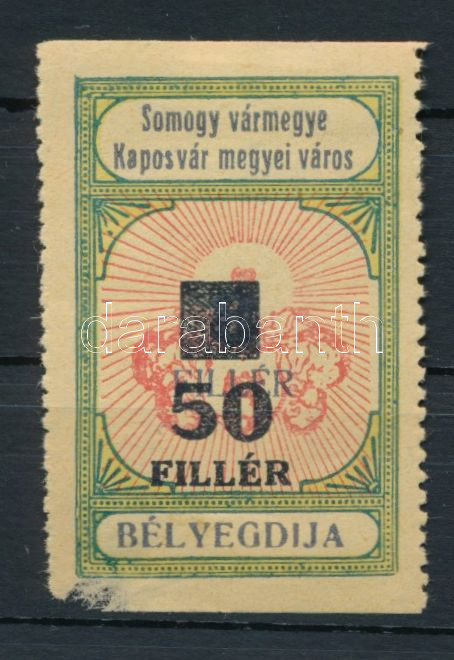 Somogy vármegye
Kaposvár megyei város
darabanth
FILLÉR
50
FILLÉR
BÉLYEGDIJA